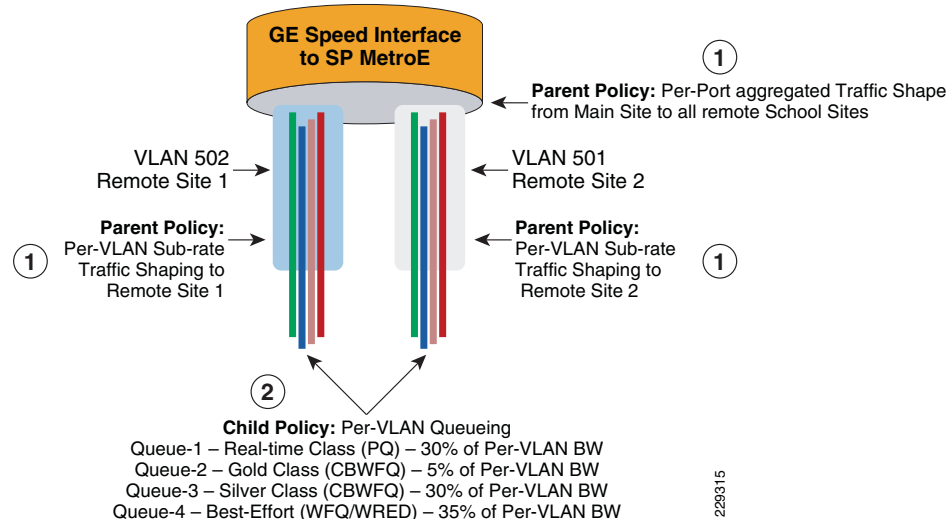 GE Speed Interface
to SP MetroE
1
Parent Policy: Per-Port aggregated Traffic Shape
from Main Site to all remote School Sites
VLAN 502
Remote Site 1
VLAN 501
Remote Site 2
1
Parent Policy:
Per-VLAN Sub-rate
Traffic Shaping to
Remote Site 1
Parent Policy:
Per-VLAN Sub-rate
Traffic Shaping to
Remote Site 2
1
2
Child Policy: Per-VLAN Queueing
Queue-1 – Real-time Class (PQ) – 30% of Per-VLAN BW
Queue-2 – Gold Class (CBWFQ) – 5% of Per-VLAN BW
Queue-3 – Silver Class (CBWFQ) – 30% of Per-VLAN BW
Queue-4 – Best-Effort (WFQ/WRED) – 35% of Per-VLAN BW
229315